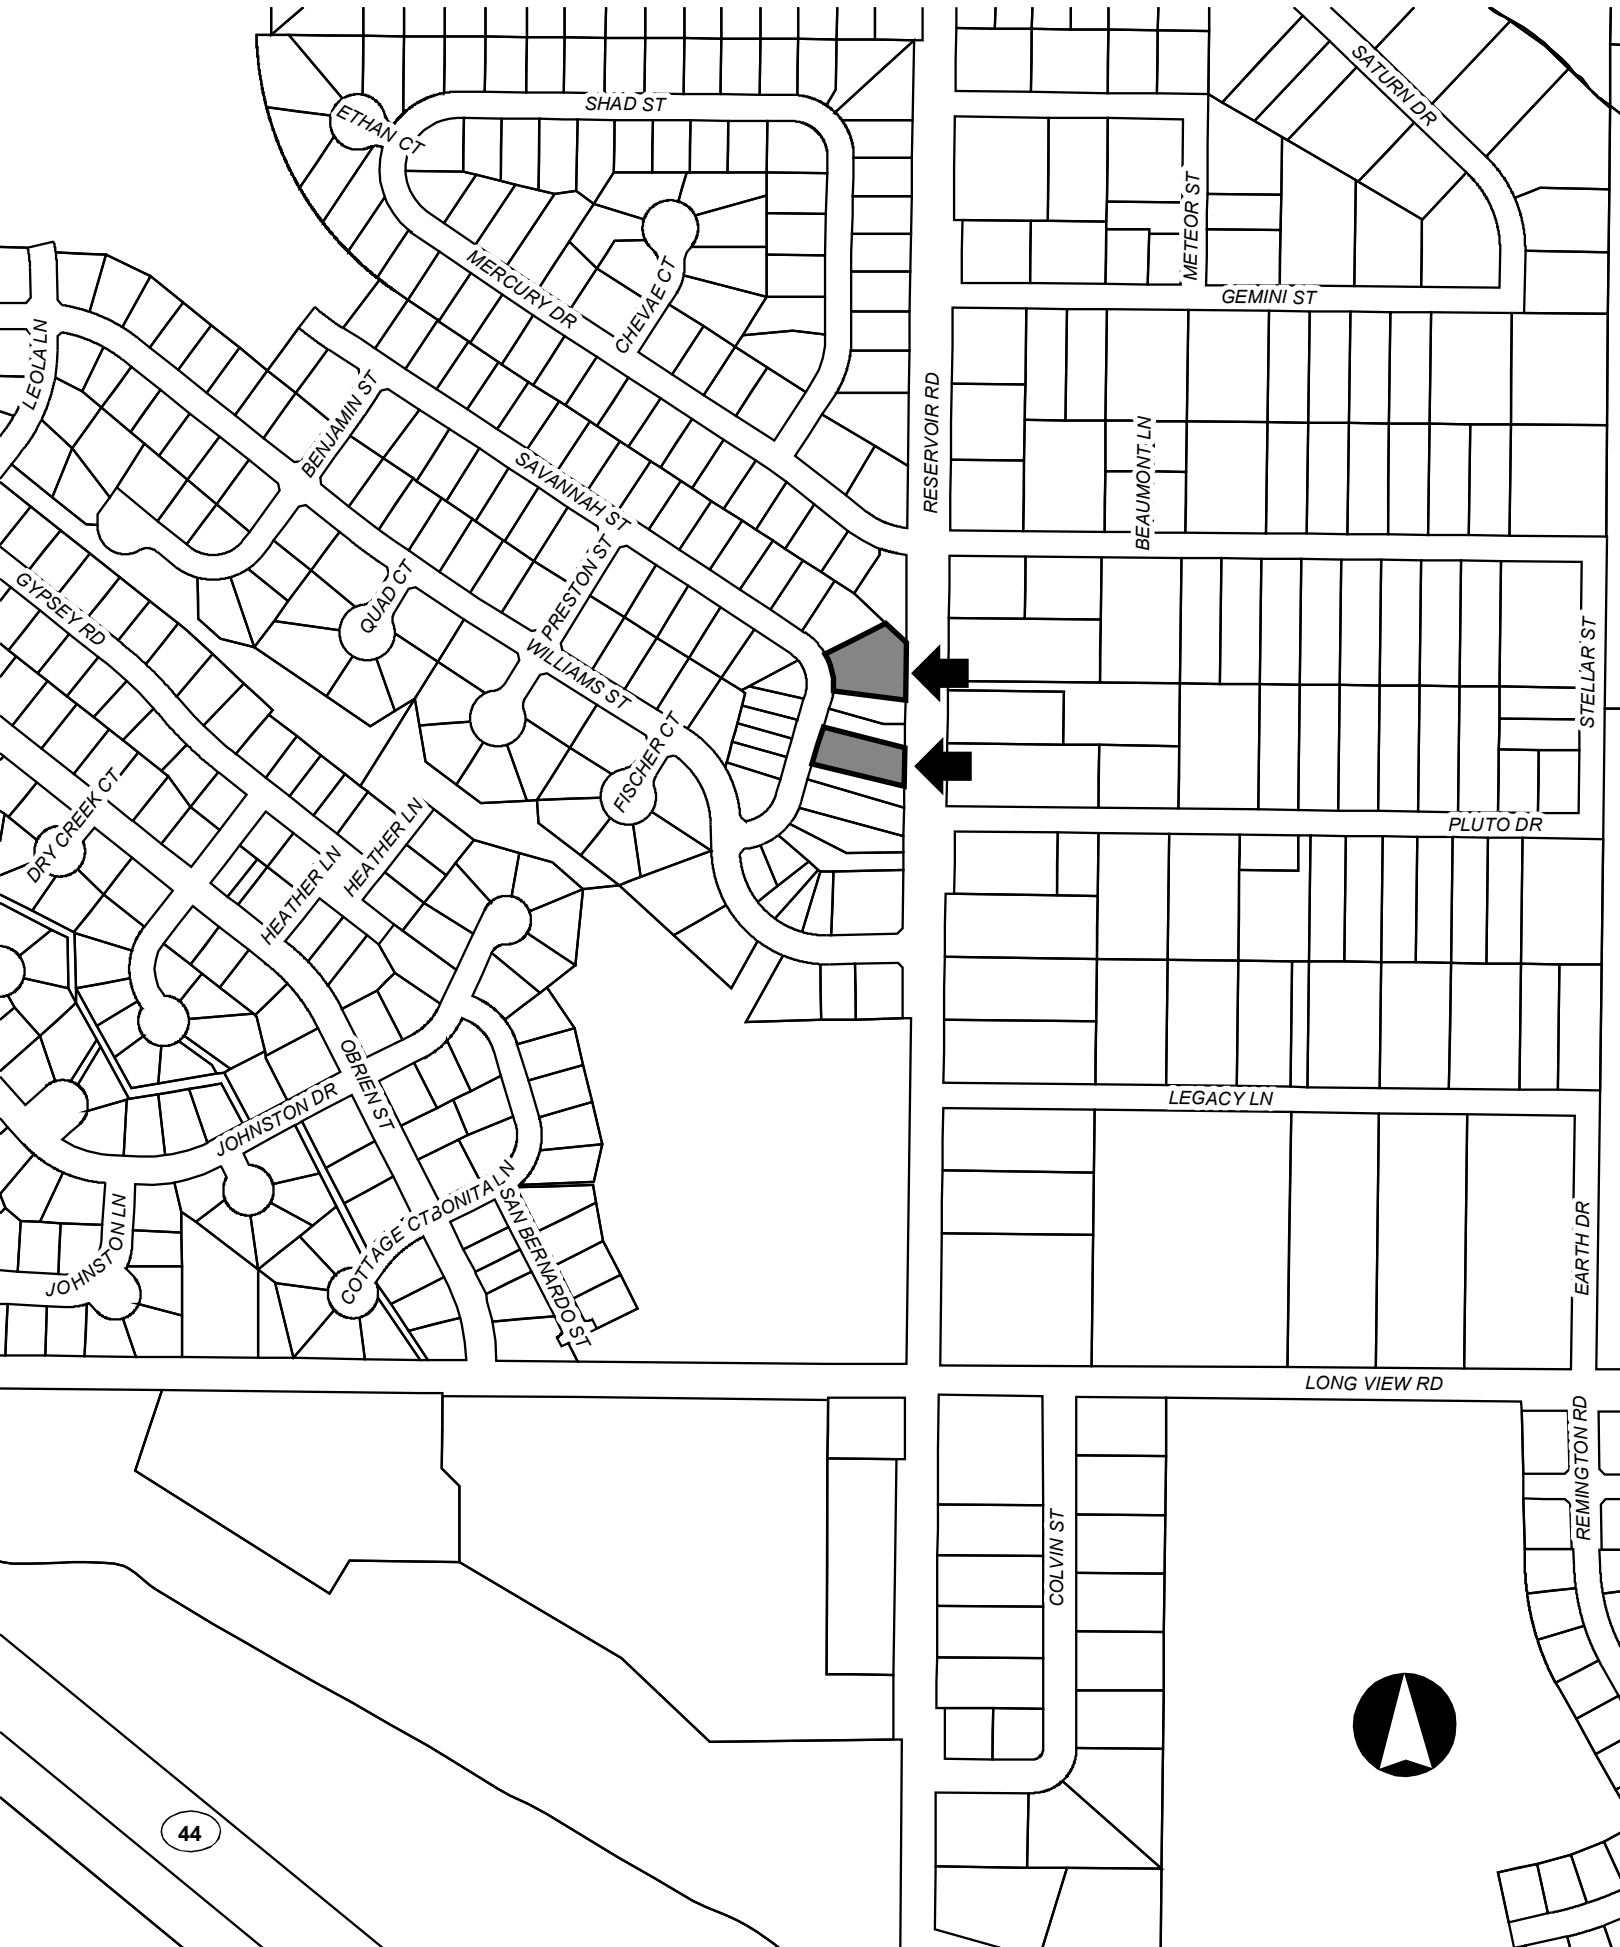 SATURN DR
SHAD ST
ETHAN CT
METEOR ST
MERCURY DR
CHEVAE CT
GEMINI ST
LEOLA LN
BENJAMIN ST
RESERVOIR RD
BEAUMONT LN
SAVANNAH ST
PRESTON ST
QUAD CT
GYPSEY RD
WILLIAMS ST
STELLAR ST
FISCHER CT
DRY CREEK CT
HEATHER LN
HEATHER LN
PLUTO DR
OBRIEN ST
JOHNSTON DR
LEGACY LN
BONITA LN
COTTAGE CT
SAN BERNARDO ST
JOHNSTON LN
EARTH DR
LONG VIEW RD
REMINGTON RD
COLVIN ST
44